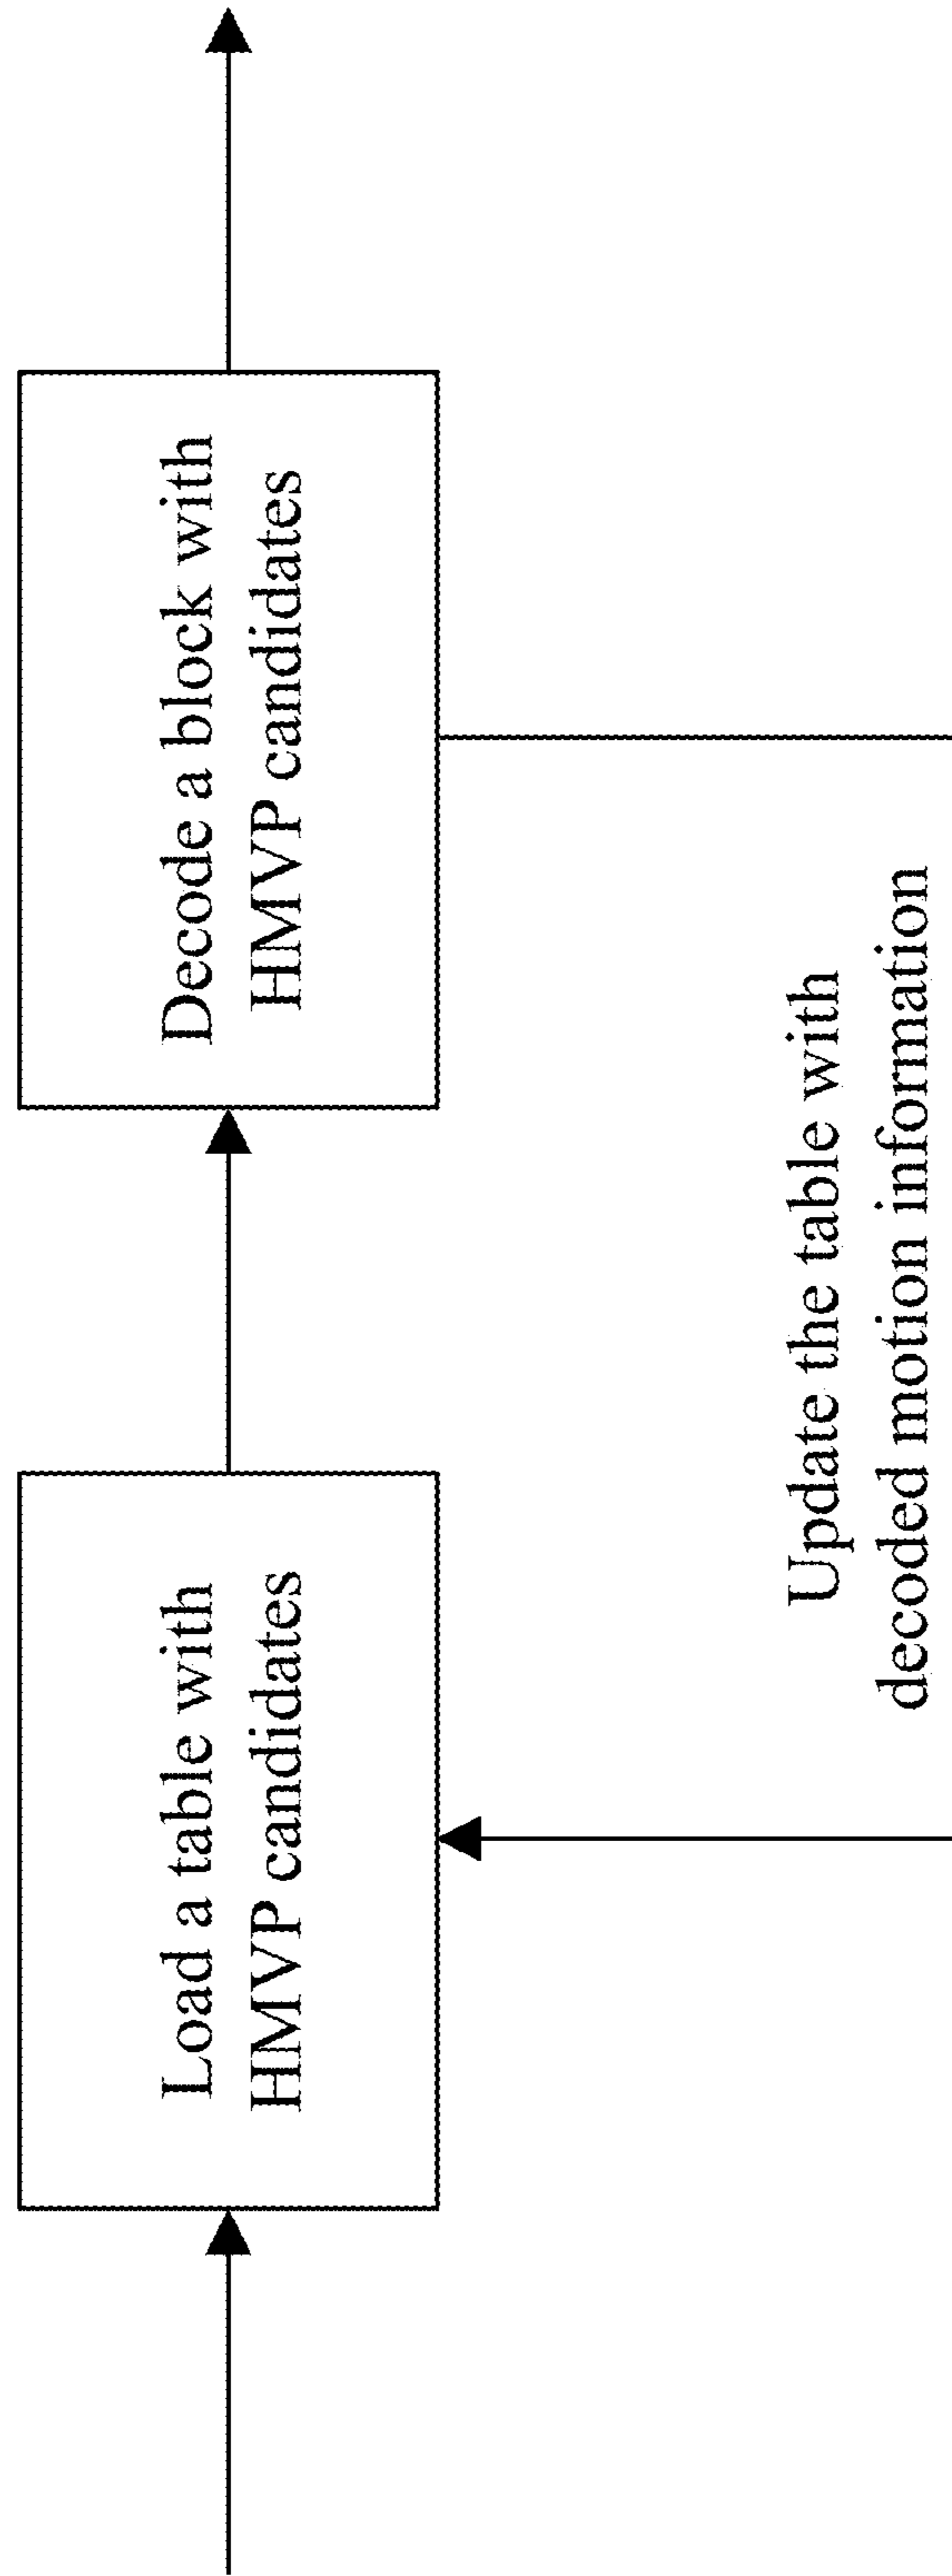 Load a table with
HMVP candidates
Decode a block with
HMVP candidates
Update the table with
decoded motion information